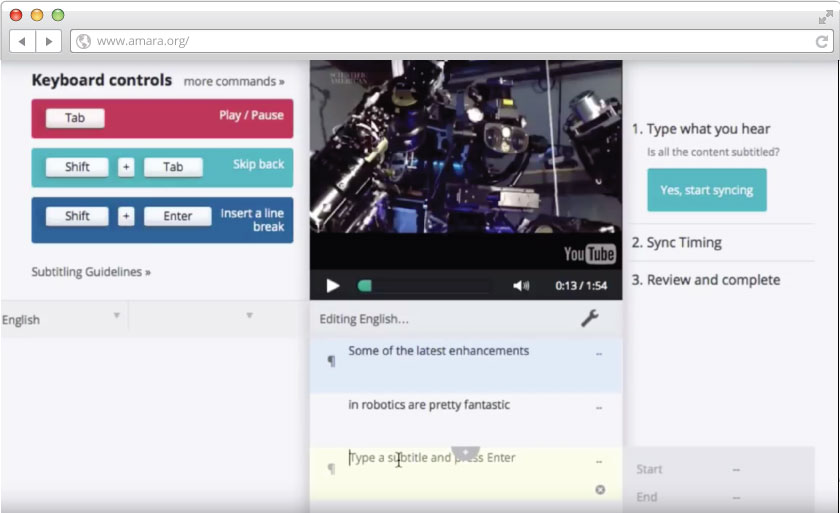 www.amara.org/
Keyboard controls more commands »
Tab Play / Pause
Shift + Tab Skip back
Shift + Enter Insert a line
break
Subtitling Guidelines »
English
SCIENTIFIC
AMERICAN
YouTube
0:13 / 1:54
Editing English...
¶ Some of the latest enhancements --
in robotics are pretty fantastic --
¶ Type a subtitle and press Enter --
1. Type what you hear
Is all the content subtitled?
Yes, start syncing
2. Sync Timing
3. Review and complete
Start --
End --